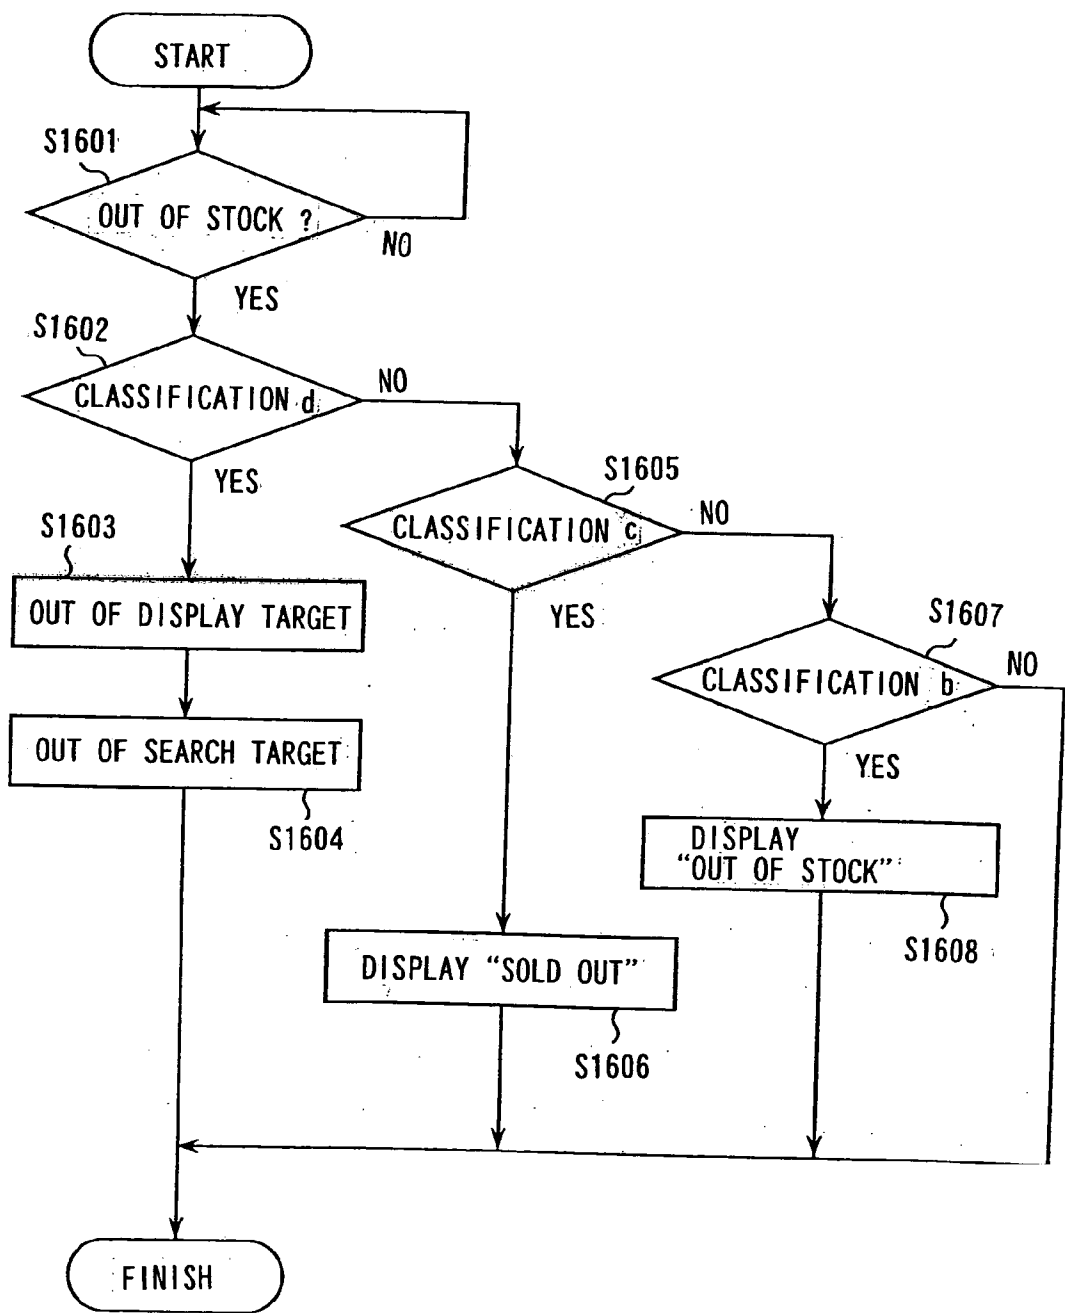 START
S1601
OUT OF STOCK ?
NO
YES
S1602
CLASSIFICATION d
NO
YES
S1605
CLASSIFICATION c
NO
YES
S1603
OUT OF DISPLAY TARGET
S1607
CLASSIFICATION b
NO
YES
OUT OF SEARCH TARGET
S1604
DISPLAY
“OUT OF STOCK”
S1608
DISPLAY “SOLD OUT”
S1606
FINISH